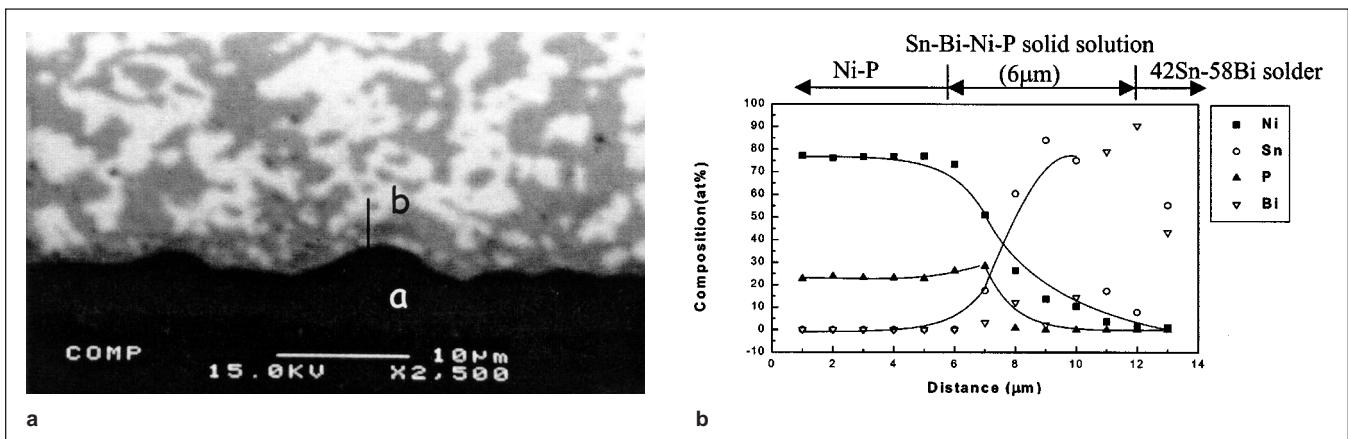 b
a
COMP
10µm
15.0KV X2,500
a
Sn-Bi-Ni-P solid solution
Ni-P (6μm) 42Sn-58Bi solder
100
90
80
70
60
50
40
30
20
10
0
-10
Composition(at%)
0 2 4 6 8 10 12 14
Distance (μm)
Ni
Sn
P
Bi
b